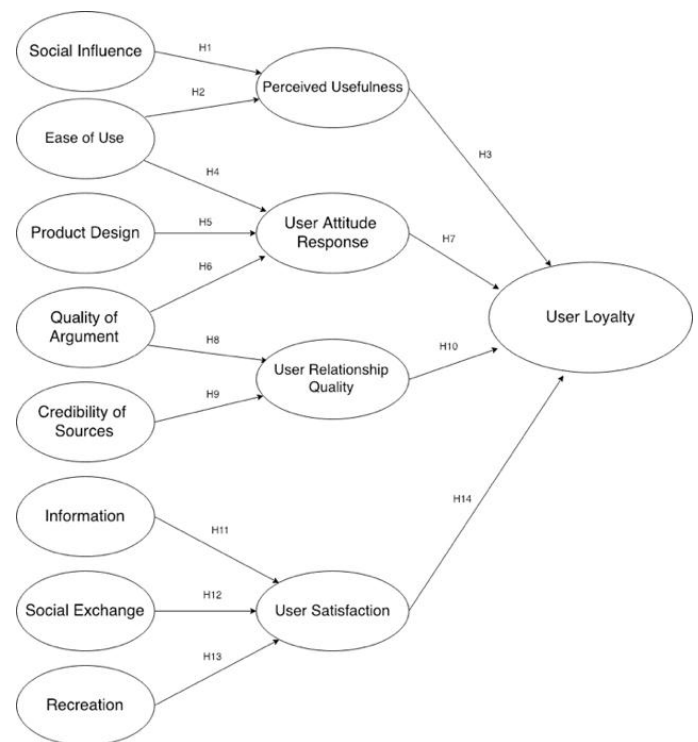 Social Influence
H1
Perceived Usefulness
H2
Ease of Use
H3
H4
Product Design
H5
User Attitude
Response
H7
H6
Quality of
Argument
User Loyalty
H8
User Relationship
Quality
H10
H9
Credibility of
Sources
Information
H11
H14
Social Exchange
H12
User Satisfaction
H13
Recreation